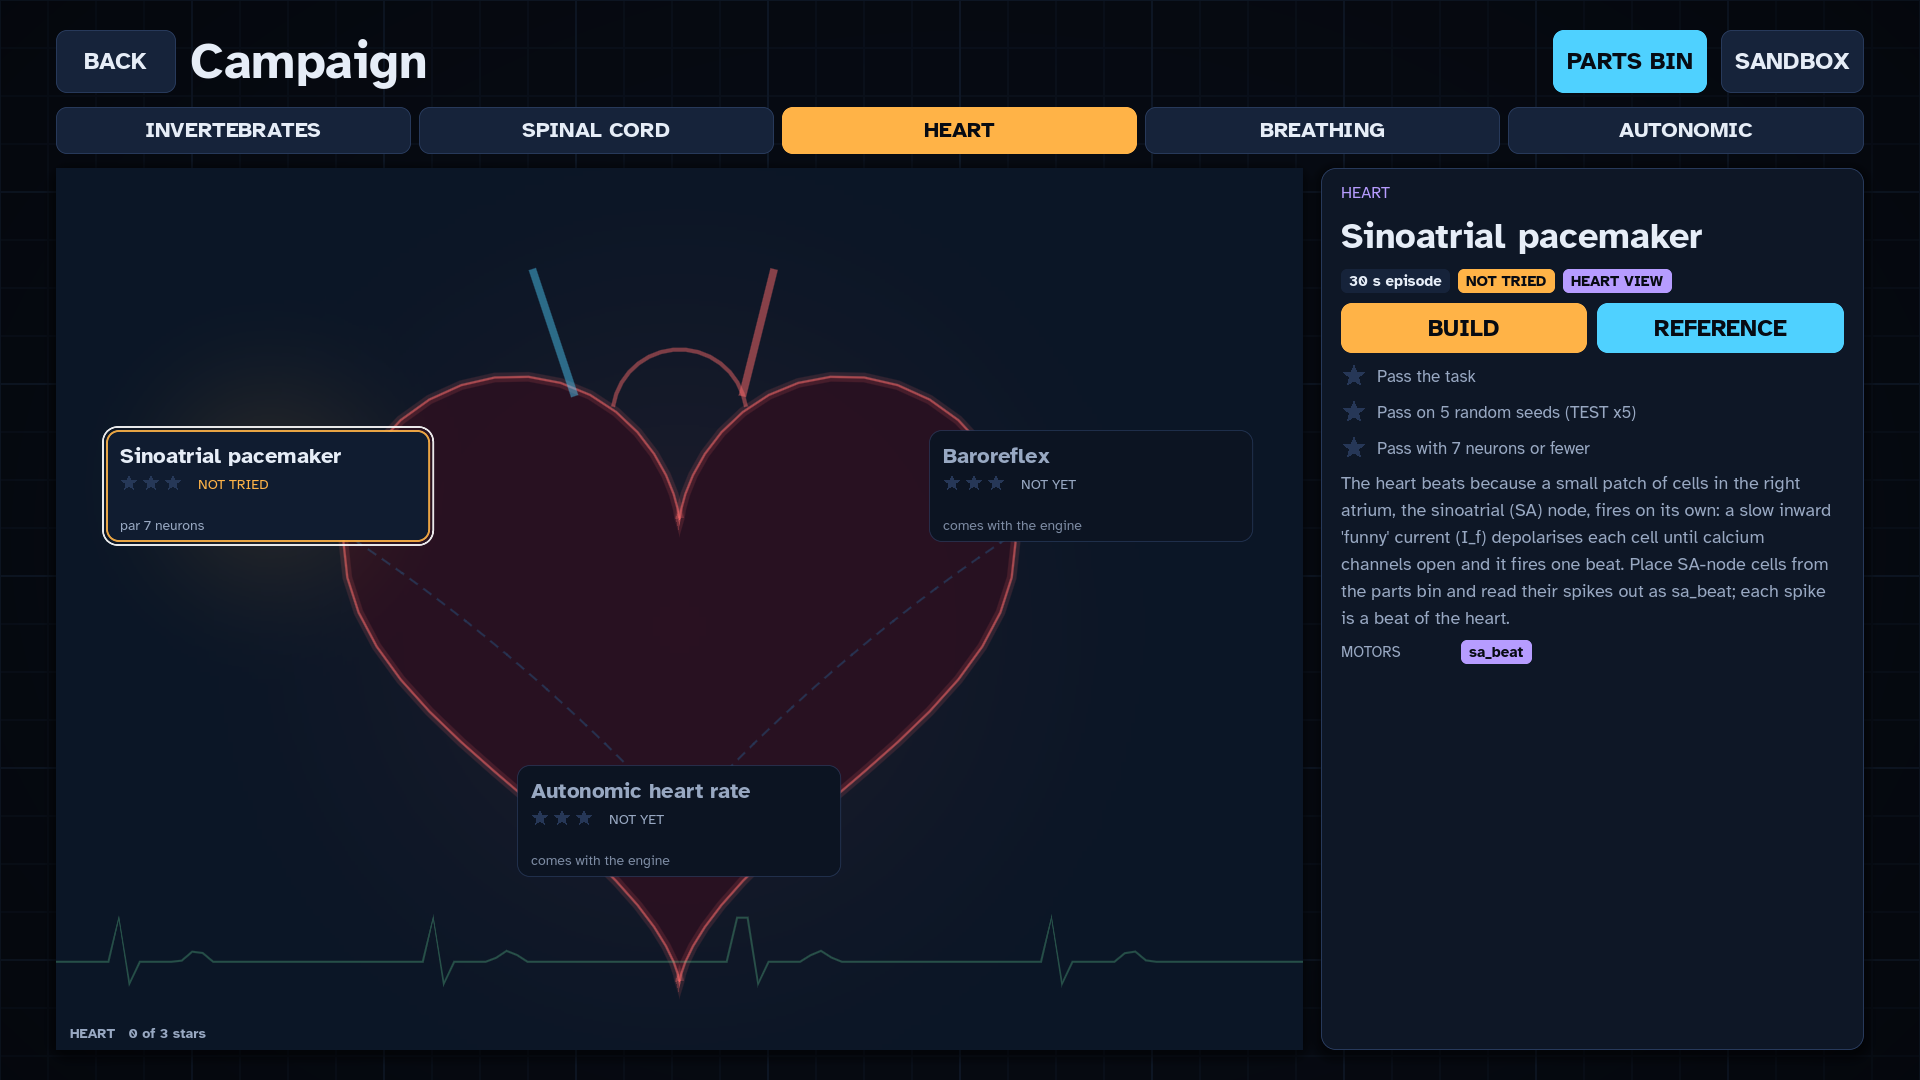 BACK
Campaign
PARTS BIN
SANDBOX
INVERTEBRATES
SPINAL CORD
HEART
BREATHING
AUTONOMIC
Sinoatrial pacemaker
NOT TRIED
par 7 neurons
Baroreflex
NOT YET
comes with the engine
Autonomic heart rate
NOT YET
comes with the engine
HEART 0 of 3 stars
HEART
Sinoatrial pacemaker
30 s episode NOT TRIED HEART VIEW
BUILD
REFERENCE
Pass the task
Pass on 5 random seeds (TEST x5)
Pass with 7 neurons or fewer
The heart beats because a small patch of cells in the right
atrium, the sinoatrial (SA) node, fires on its own: a slow inward
'funny' current (I_f) depolarises each cell until calcium
channels open and it fires one beat. Place SA-node cells from
the parts bin and read their spikes out as sa_beat; each spike
is a beat of the heart.
MOTORS sa_beat